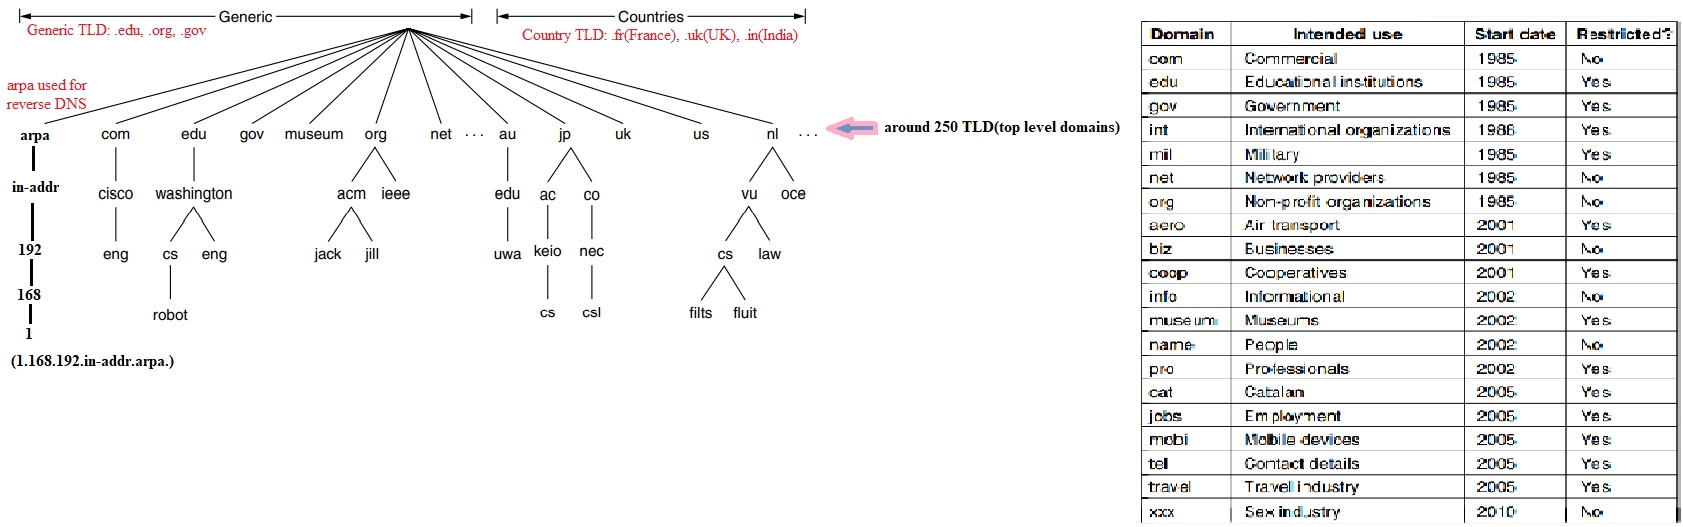 Generic
Countries
Generic TLD: .edu, .org, .gov
Country TLD: .fr(France), .uk(UK), .in(India)
arpa used for
reverse DNS
arpa com edu gov museum org net ... au jp uk us nl ...
around 250 TLD(top level domains)
in-addr cisco washington acm ieee edu ac co vu oce
192 eng cs eng jack jill uwa keio nec cs law
168 robot cs csl filts fluit
1
(1.168.192.in-addr.arpa.)
Domain Intended use Start date Restricted?
com Commercial 1985 No
edu Educational institutions 1985 Yes
gov Government 1985 Yes
int International organizations 1988 Yes
mil Military 1985 Yes
net Network providers 1985 No
org Non-profit organizations 1985 No
aero Air transport 2001 Yes
biz Businesses 2001 No
coop Cooperatives 2001 Yes
info Informational 2002 No
museum Museums 2002 Yes
name People 2002 No
pro Professionals 2002 Yes
cat Catalan 2005 Yes
jobs Employment 2005 Yes
mobi Mobile devices 2005 Yes
tel Contact details 2005 Yes
travel Travel industry 2005 Yes
xxx Sex industry 2010 No